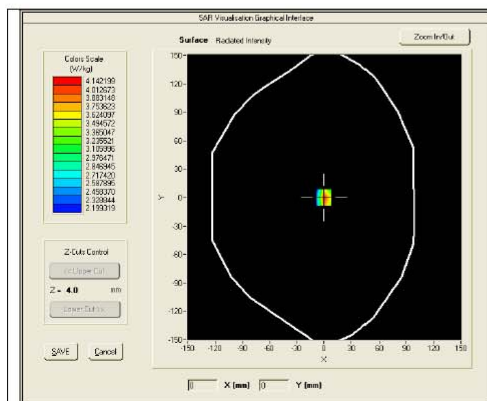 SAR Visualisation Graphical Interface
Surface Radiated Intensity
Zoom In/Out
Colors Scale
(W/kg)
4.142199
4.012673
3.883148
3.753623
3.624097
3.494572
3.365047
3.235521
3.105996
2.976471
2.846945
2.717420
2.587895
2.458370
2.328844
2.199319
Z-Cuts Control
<< Upper Cut
Z = 4.0 mm
Lower Cut >>
SAVE
Cancel
150
120
90
60
30
0
-30
-60
-90
-120
-150
Y
-150 -120 -90 -60 -30 0 30 60 90 120 150
X
0 X (mm) 0 Y (mm)